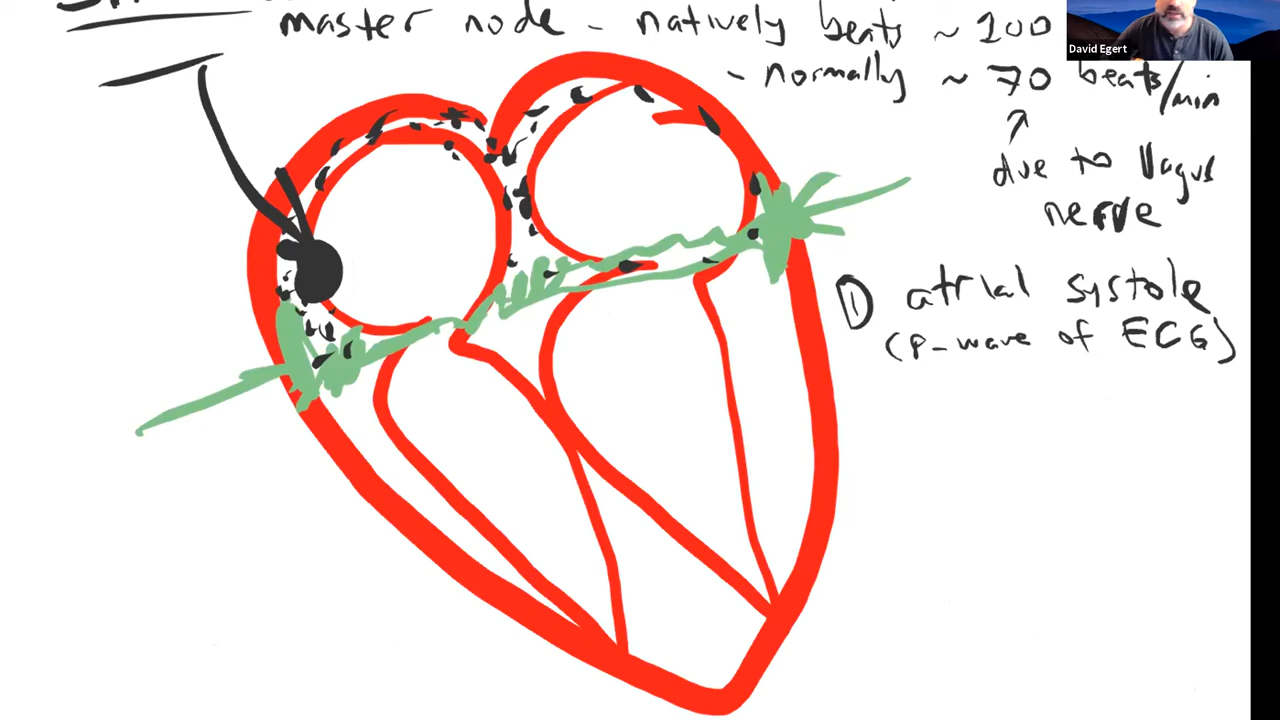 master node - natively beats ~ 100
David Egert
- normally ~ 70 beats/min
↑
due to Vagus
nerve
① atrial systole
(P-wave of ECG)